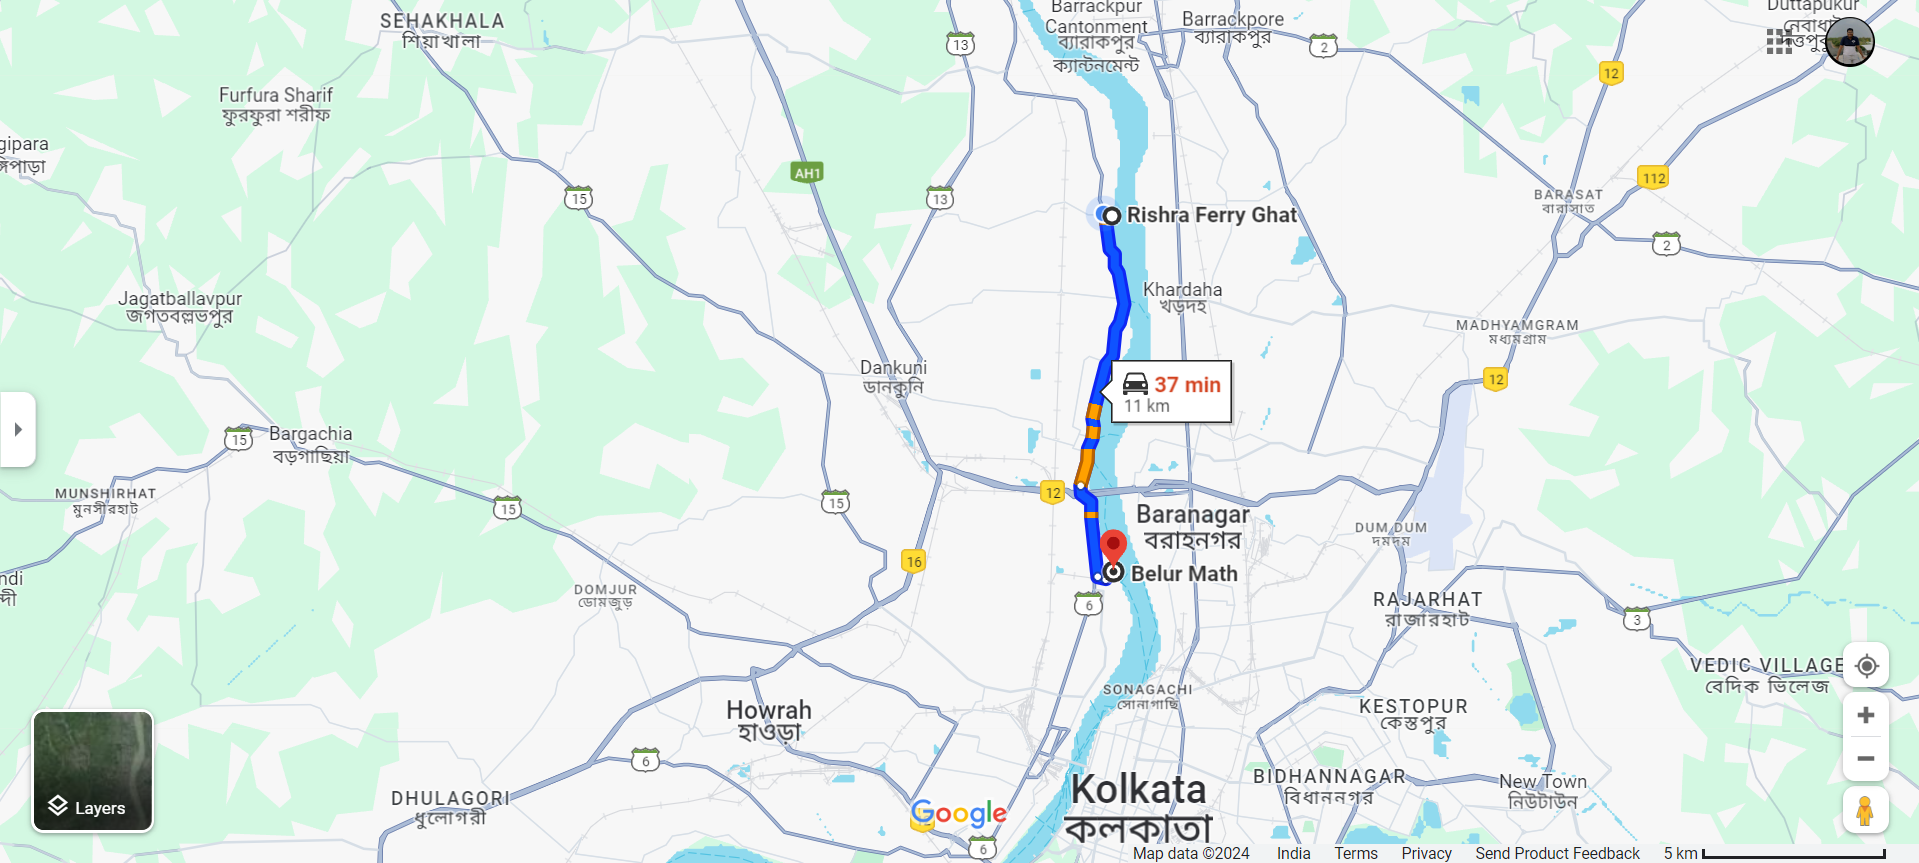 SEHAKHALA
শিয়াখালা
Barrackpur
Cantonment
ব্যারাকপুর
ক্যান্টনমেন্ট
Barrackpore
ব্যারাকপুর
Duttapukur
13
2
12
Furfura Sharif
ফুরফুরা শরীফ
gipara
AH1
15
13
112
BARASAT
বারাসাত
Rishra Ferry Ghat
2
Khardaha
খড়দহ
Jagatballavpur
জগতবল্লভপুর
MADHYAMGRAM
মধ্যমগ্রাম
Dankuni
ডানকুনি
37 min
11 km
12
15
Bargachia
বড়গাছিয়া
MUNSHIRHAT
মুনসীরহাট
15
15
12
Baranagar
বরাহনগর
DUM DUM
দমদম
16
Belur Math
ndi
ন্দী
DOMJUR
ডোমজুড়
6
RAJARHAT
রাজারহাট
3
VEDIC VILLAGE
বেদিক ভিলেজ
SONAGACHI
সোনাগাছি
Howrah
হাওড়া
KESTOPUR
কেস্তপুর
6
BIDHANNAGAR
বিধাননগর
New Town
নিউটাউন
DHULAGORI
ধুলোগরী
Layers
Google
Kolkata
কলকাতা
6
Map data ©2024 India Terms Privacy Send Product Feedback 5 km